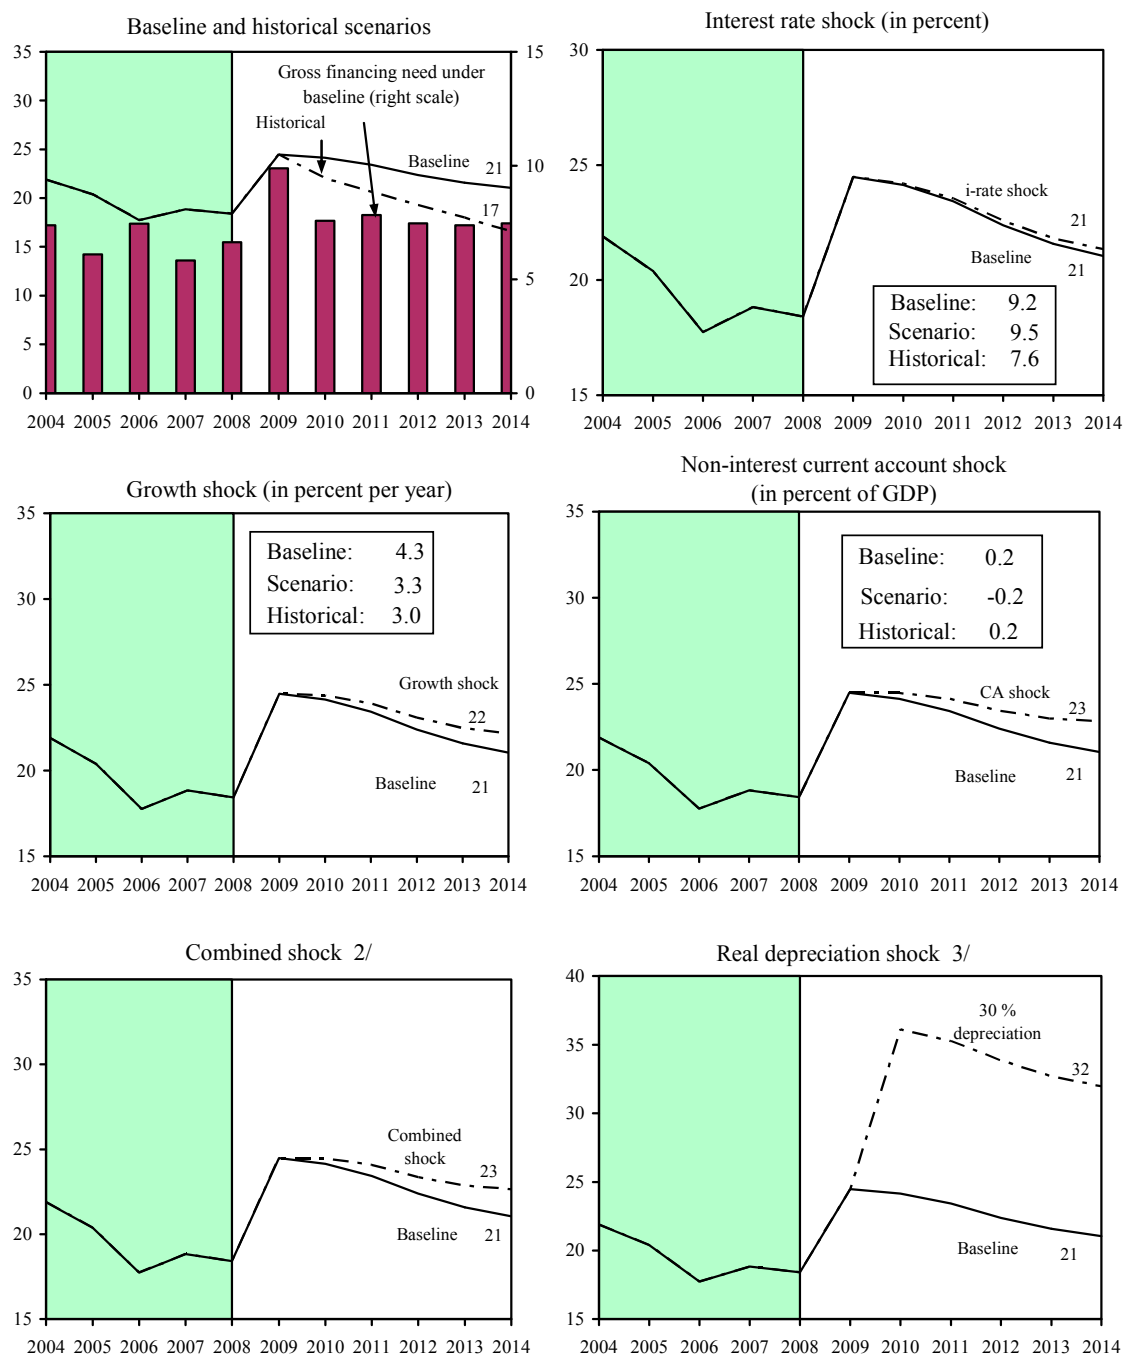 Baseline and historical scenarios
35
30
25
20
15
10
5
0
15
10
5
0
Gross financing need under
baseline (right scale)
Historical
Baseline
21
17
2004 2005 2006 2007 2008 2009 2010 2011 2012 2013 2014
Interest rate shock (in percent)
30
25
20
15
i-rate shock
21
Baseline
21
Baseline: 9.2
Scenario: 9.5
Historical: 7.6
2004 2005 2006 2007 2008 2009 2010 2011 2012 2013 2014
Growth shock (in percent per year)
35
30
25
20
15
Baseline: 4.3
Scenario: 3.3
Historical: 3.0
Growth shock
22
Baseline
21
2004 2005 2006 2007 2008 2009 2010 2011 2012 2013 2014
Non-interest current account shock
(in percent of GDP)
35
30
25
20
15
Baseline: 0.2
Scenario: -0.2
Historical: 0.2
CA shock
23
Baseline
21
2004 2005 2006 2007 2008 2009 2010 2011 2012 2013 2014
Combined shock 2/
35
30
25
20
15
Combined
shock
23
Baseline
21
2004 2005 2006 2007 2008 2009 2010 2011 2012 2013 2014
Real depreciation shock 3/
40
35
30
25
20
15
30 %
depreciation
32
Baseline
21
2004 2005 2006 2007 2008 2009 2010 2011 2012 2013 2014